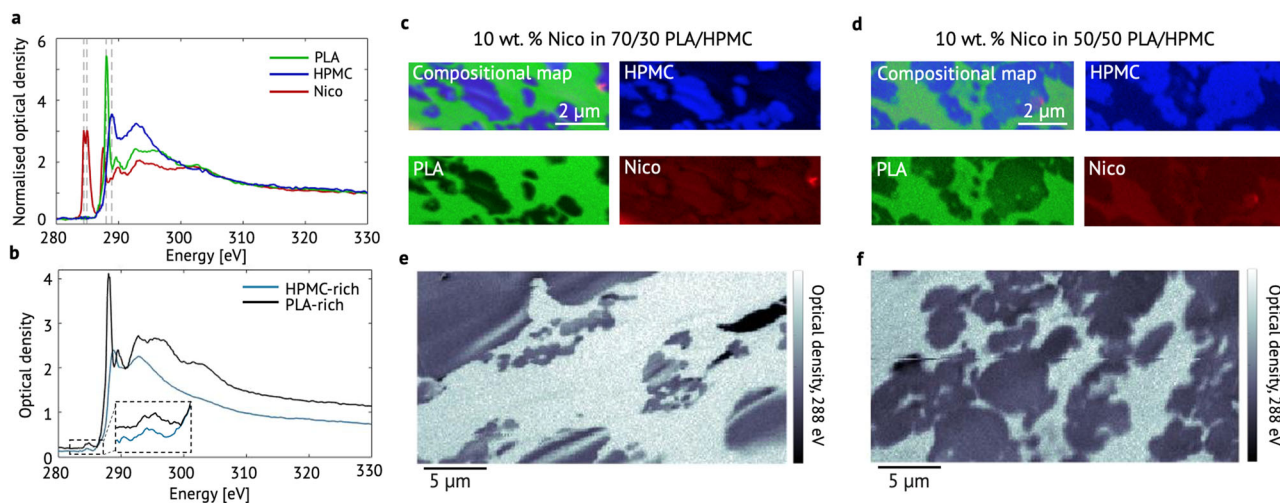 a
Normalised optical density
6
4
2
0
PLA
HPMC
Nico
280 290 300 310 320 330
Energy [eV]
b
Optical density
4
3
2
1
0
HPMC-rich
PLA-rich
280 290 300 310 320 330
Energy [eV]
c
10 wt. % Nico in 70/30 PLA/HPMC
Compositional map
2 µm
HPMC
PLA
Nico
d
10 wt. % Nico in 50/50 PLA/HPMC
Compositional map
2 µm
HPMC
PLA
Nico
e
5 µm
Optical density, 288 eV
f
5 µm
Optical density, 288 eV